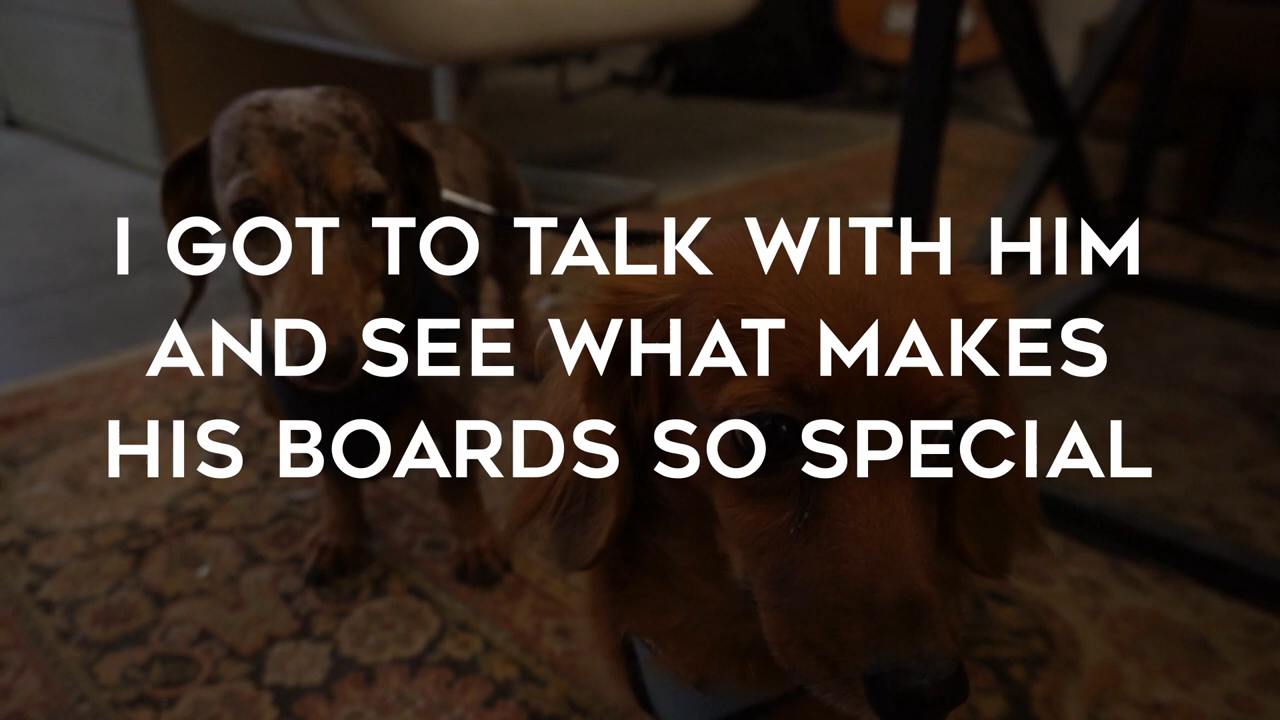 I GOT TO TALK WITH HIM
AND SEE WHAT MAKES
HIS BOARDS SO SPECIAL